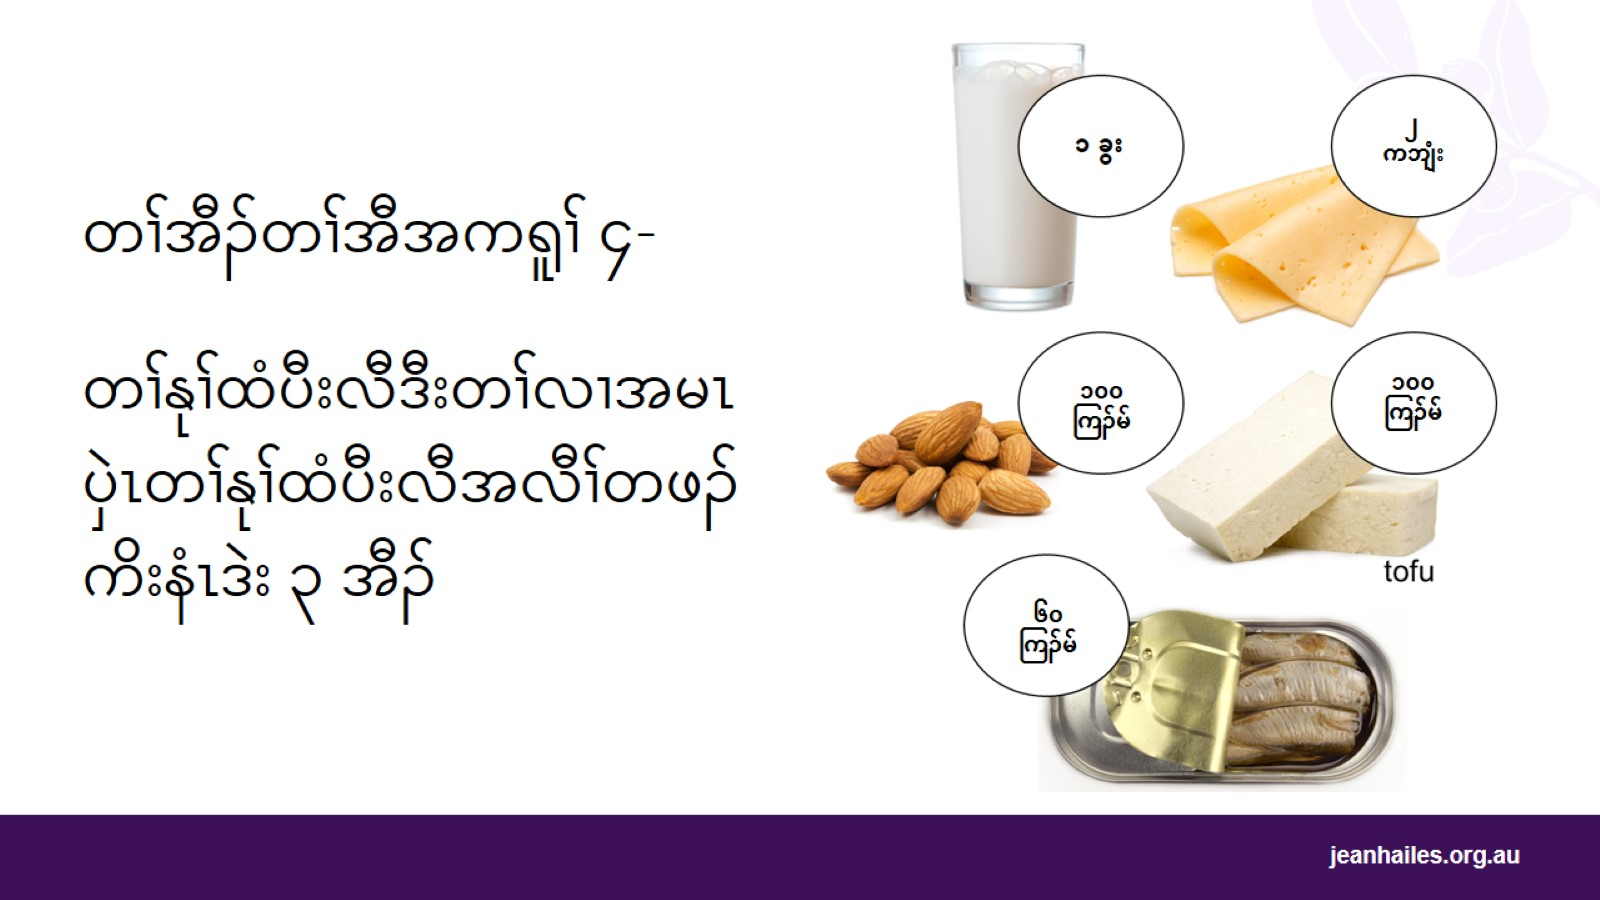 တၢ်အီၣ်တၢ်အီအကရူၢ် ၄-
တၢ်နုၢ်ထံပီးလီဒီးတၢ်လၢအမၤ
ပှဲၤတၢ်နုၢ်ထံပီးလီအလီၢ်တဖၣ်
ကိးနံၤဒဲး ၃ အီၣ်
၁ ခွး
၂
ကဘျံး
၁၀၀
ကြၣ်မ်
၁၀၀
ကြၣ်မ်
tofu
၆၀
ကြၣ်မ်
jeanhailes.org.au